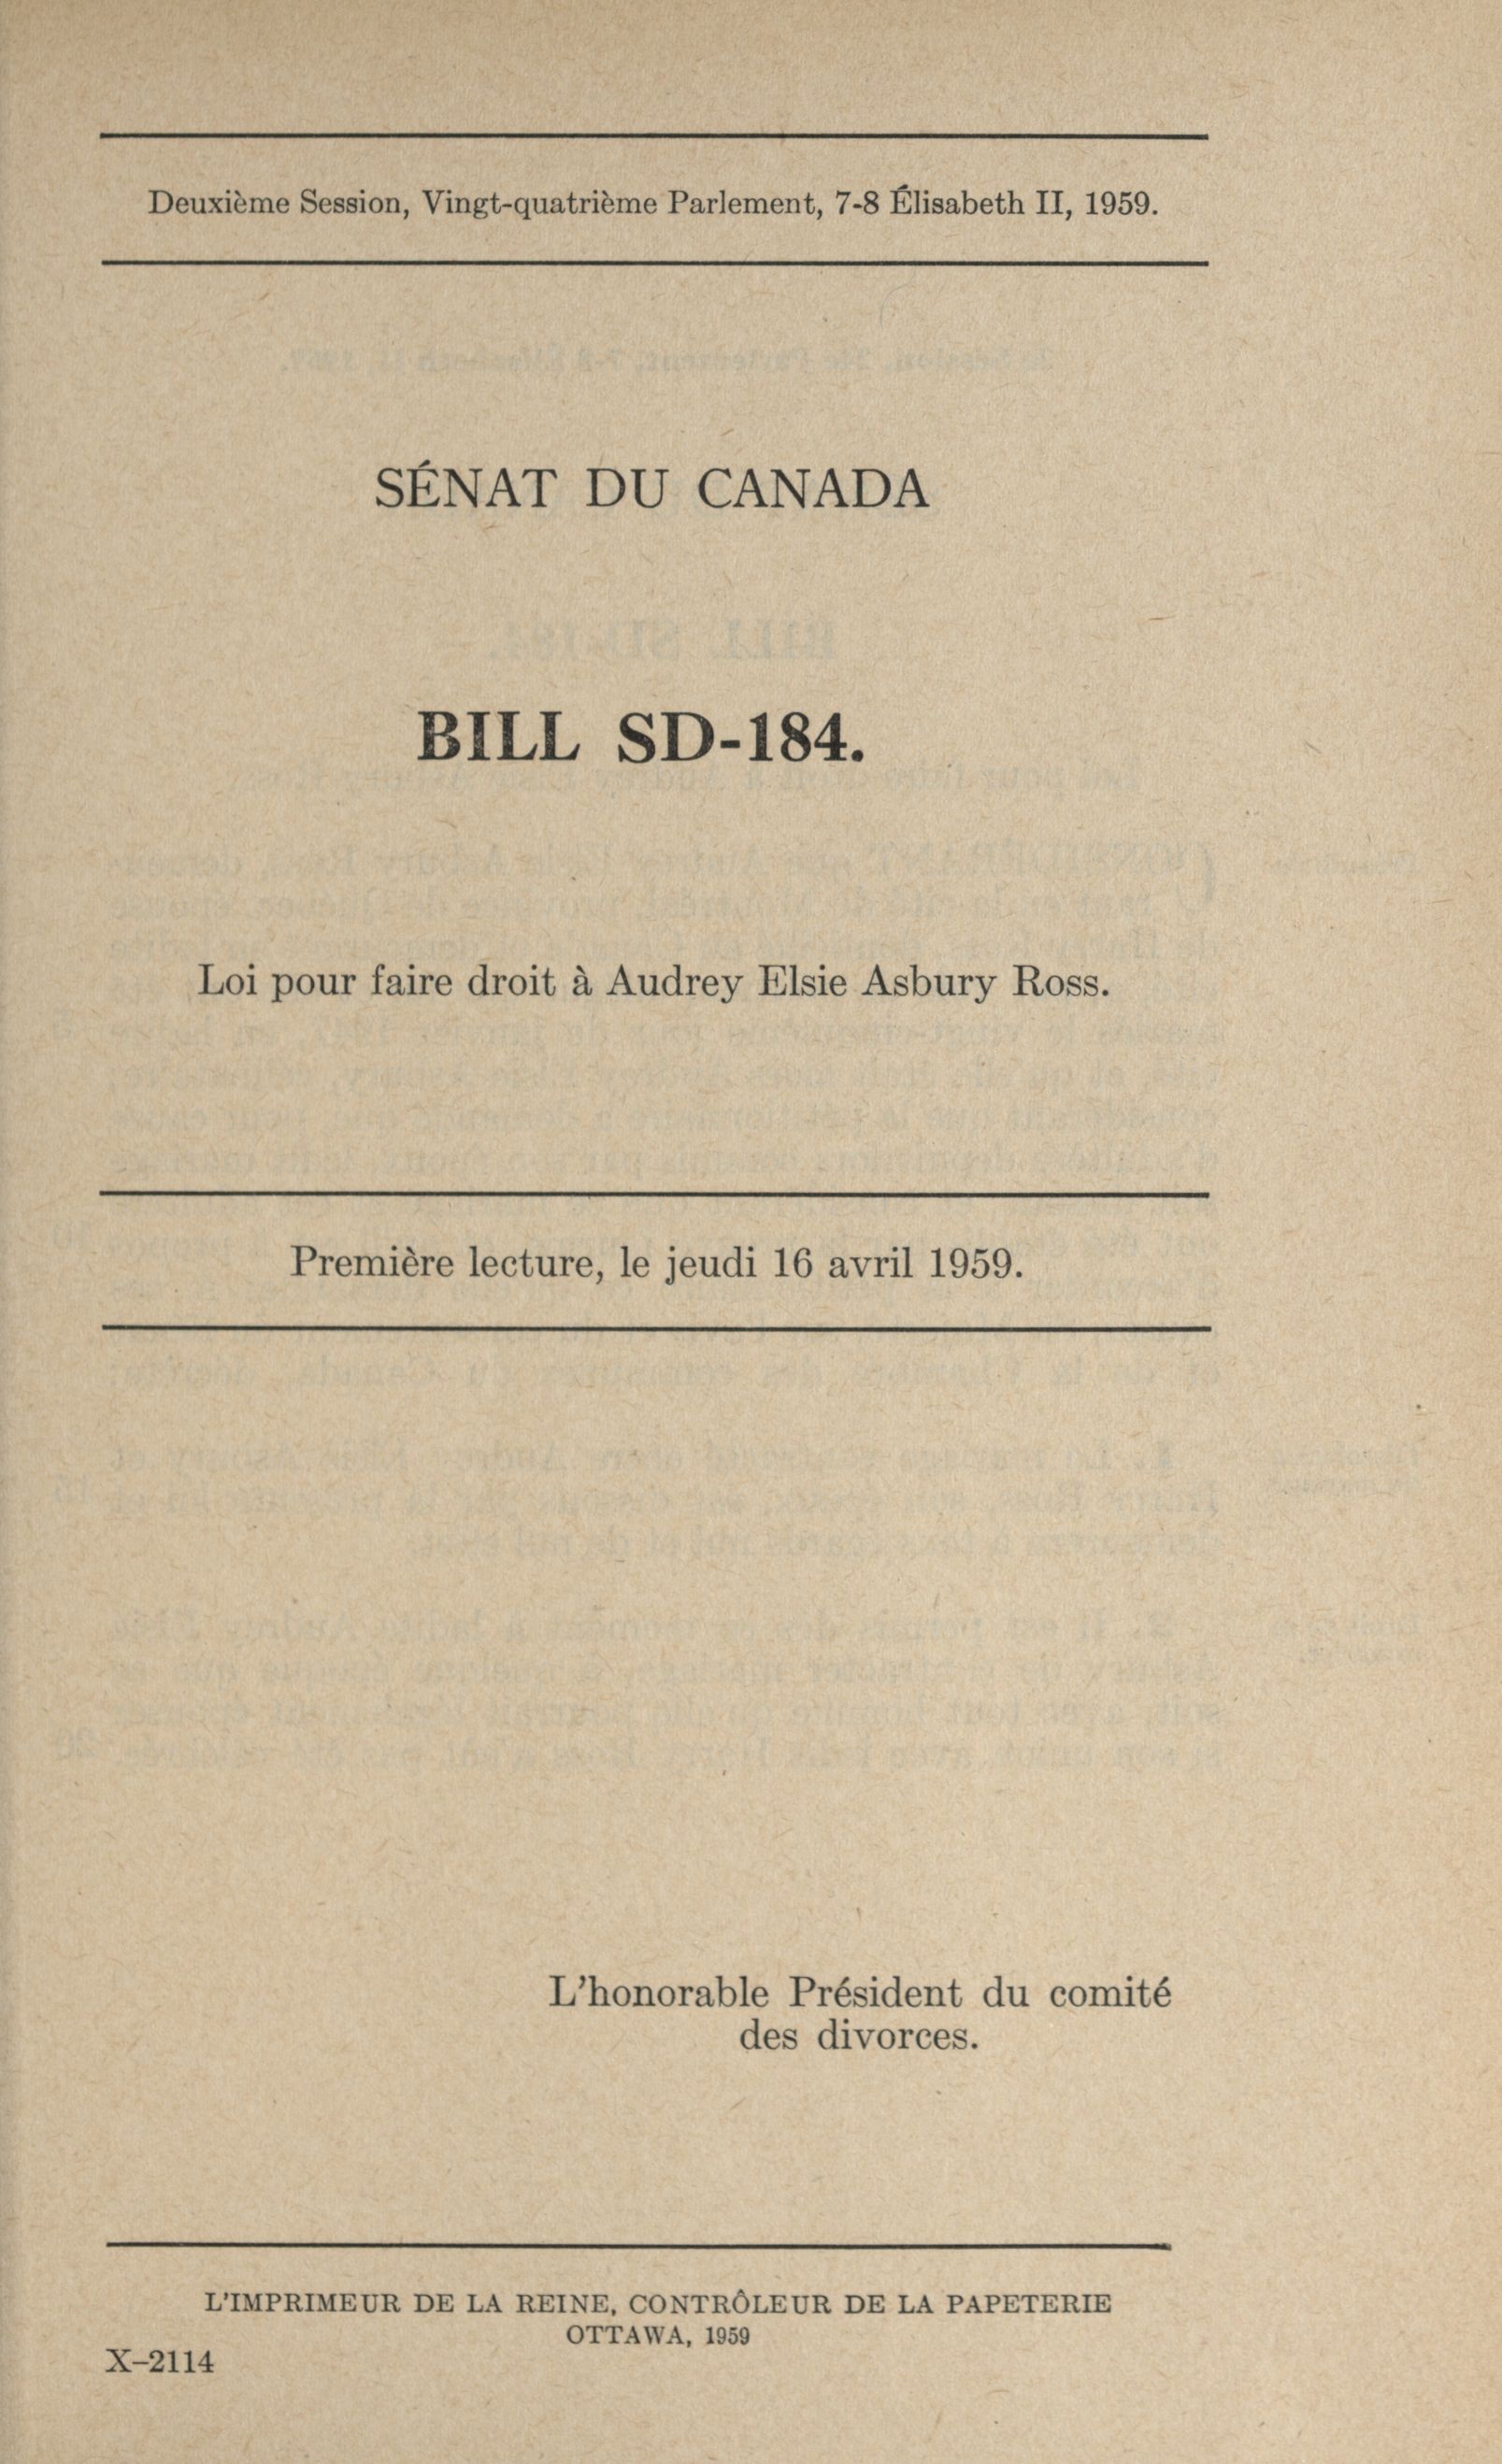 Deuxième Session, Vingt-quatrième Parlement, 7-8 Élisabeth II, 1959.
SÉNAT DU CANADA
BILL SD-184.
Loi pour faire droit à Audrey Elsie Asbury Ross.
Première lecture, le jeudi 16 avril 1959.
L'honorable Président du comité
des divorces.
L'IMPRIMEUR DE LA REINE, CONTRÔLEUR DE LA PAPETERIE
OTTAWA, 1959
X–2114